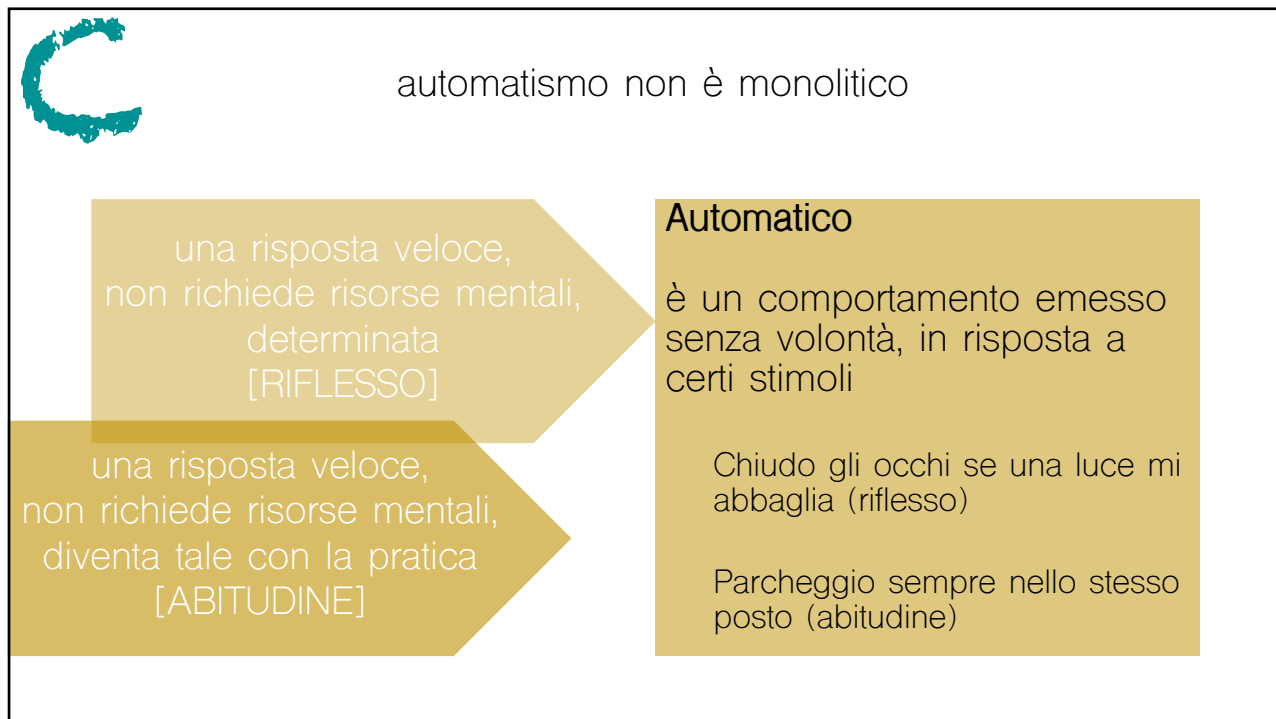 C
automatismo non è monolitico
una risposta veloce,
non richiede risorse mentali,
determinata
[RIFLESSO]
una risposta veloce,
non richiede risorse mentali,
diventa tale con la pratica
[ABITUDINE]
Automatico
è un comportamento emesso
senza volontà, in risposta a
certi stimoli
Chiudo gli occhi se una luce mi
abbaglia (riflesso)
Parcheggio sempre nello stesso
posto (abitudine)